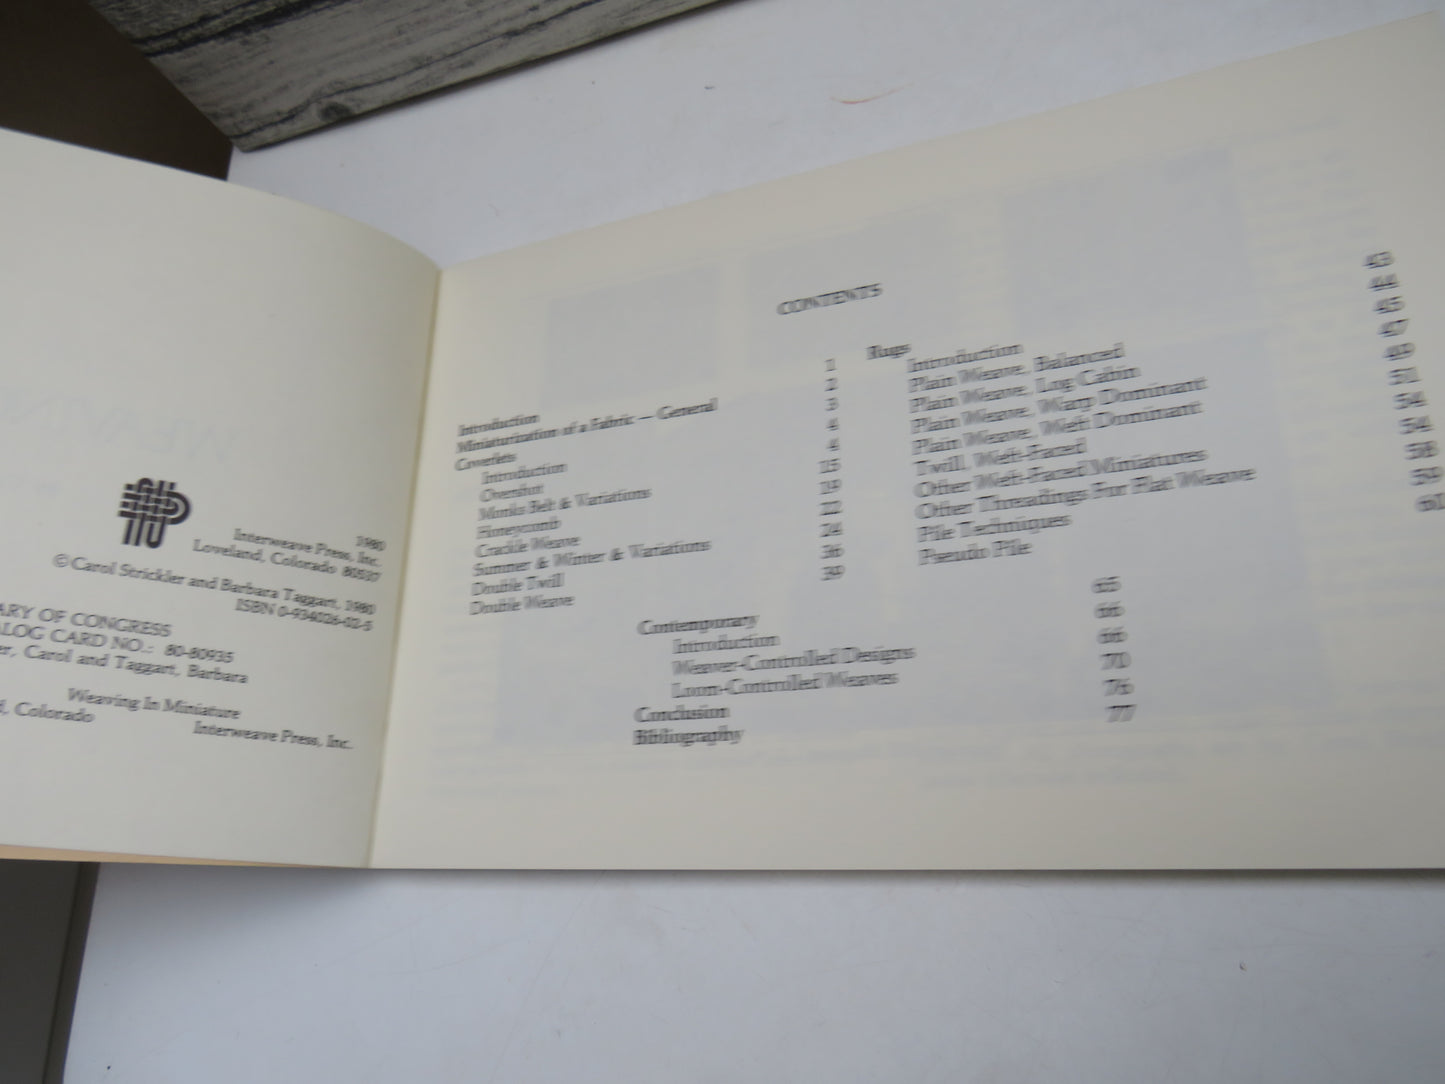 1980
Interweave Press, Inc.
Loveland, Colorado 80537
© Carol Strickler and Barbara Taggart, 1980
ISBN 0-934026-02-5
ARY OF CONGRESS
ALOG CARD NO.: 80-80935
er, Carol and Taggart, Barbara
Weaving In Miniature
d, Colorado
Interweave Press, Inc.
CONTENTS
Introduction 1
Miniaturization of a Fabric — General 2
Coverlets 3
Introduction 4
Overshot 4
Monks Belt & Variations 15
Honeycomb 19
Crackle Weave 22
Summer & Winter & Variations 24
Double Twill 36
Double Weave 39
Rugs 43
Introduction 44
Plain Weave, Balanced 45
Plain Weave, Log Cabin 47
Plain Weave, Warp Dominant 49
Plain Weave, Weft Dominant 51
Twill, Weft-Faced 54
Other Weft-Faced Miniatures 54
Other Threadings For Flat Weave 58
Pile Techniques 59
Pseudo Pile 61
Contemporary 65
Introduction 66
Weaver-Controlled Designs 66
Loom-Controlled Weaves 70
Conclusion 76
Bibliography 77